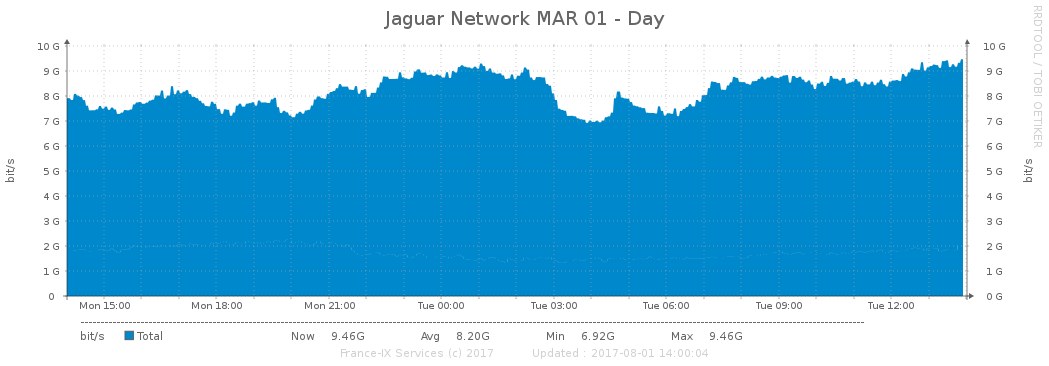 Jaguar Network MAR 01 - Day
RRDTOOL / TOBI OETIKER
10 G 10 G
9 G 9 G
8 G 8 G
7 G 7 G
6 G 6 G
bit/s 5 G 5 G bit/s
4 G 4 G
3 G 3 G
2 G 2 G
1 G 1 G
0 0 G
Mon 15:00 Mon 18:00 Mon 21:00 Tue 00:00 Tue 03:00 Tue 06:00 Tue 09:00 Tue 12:00
bit/s Total Now 9.46G Avg 8.20G Min 6.92G Max 9.46G
France-IX Services (c) 2017 Updated : 2017-08-01 14:00:04